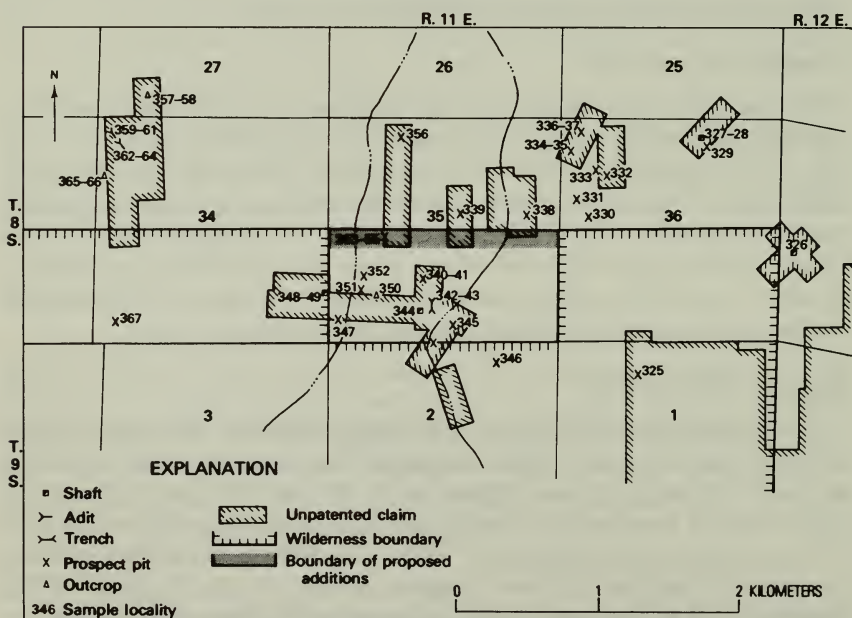 R. 11 E.
R. 12 E.
27
26
25
N
357–58
359–61
362–64
365–66
356
336–37
334–35
333
332
327–28
329
331
330
T.
8
S.
34
35
339
338
36
326
352
340–41
351
350
348–49
342–43
344
345
347
367
346
325
3
2
1
T.
9
S.
EXPLANATION
Shaft
Adit
Trench
Prospect pit
Outcrop
346 Sample locality
Unpatented claim
Wilderness boundary
Boundary of proposed
additions
0 1 2 KILOMETERS